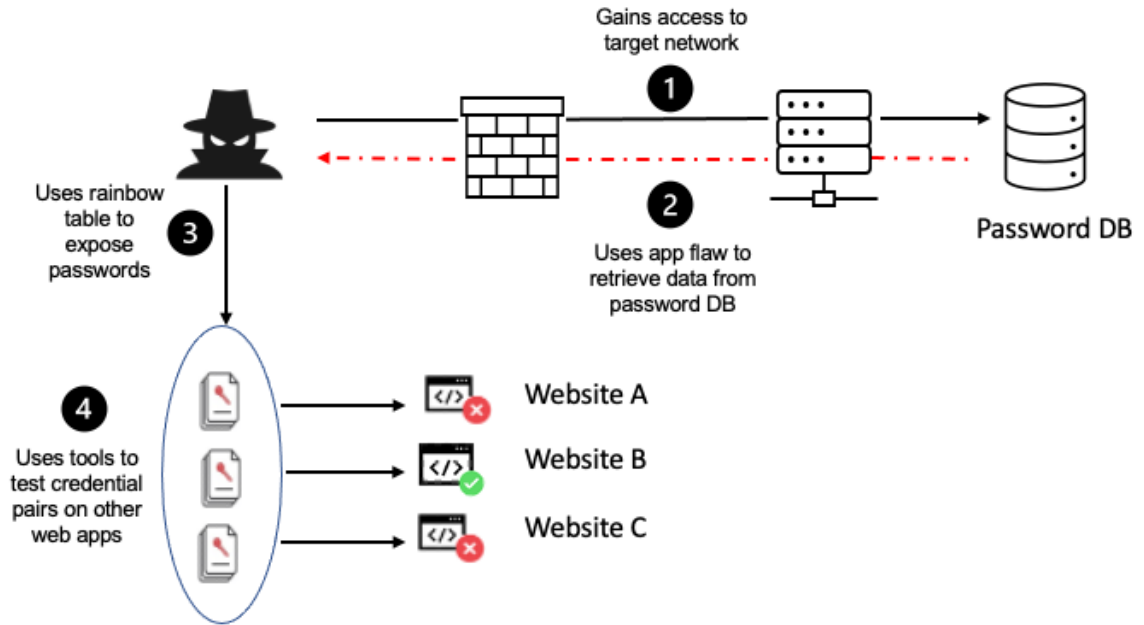 Gains access to
target network
1
Uses rainbow
table to
expose
passwords
3
2
Password DB
Uses app flaw to
retrieve data from
password DB
4
Uses tools to
test credential
pairs on other
web apps
</> Website A
</> Website B
</> Website C